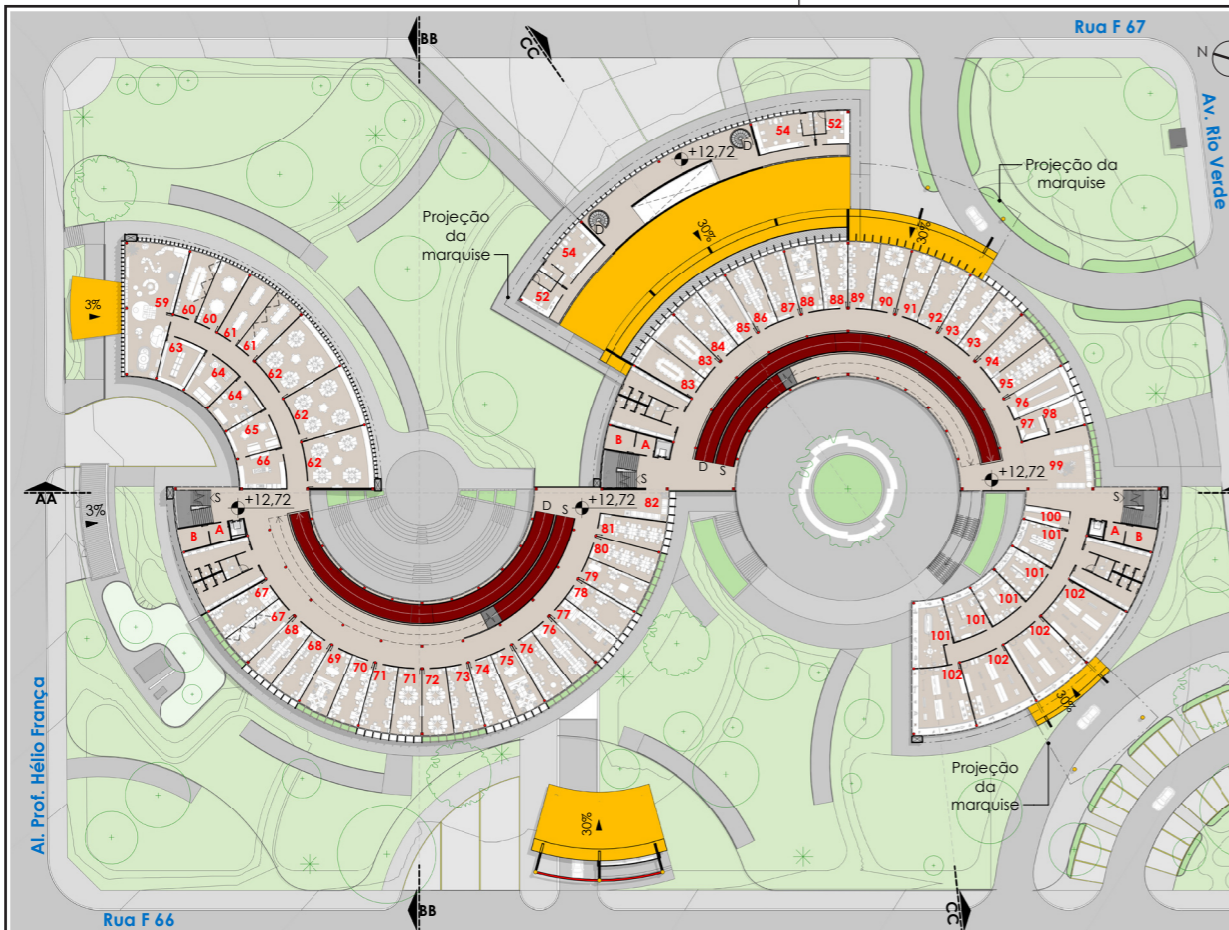 Rua F 67
BB
CC
N
Av. Rio Verde
54
52
D
+12,72
Projeção da
marquise
Projeção
da
marquise
30%
D
54
52
30%
3%
59
60
60
61
61
62
62
62
63
64
64
65
66
83
83
84
85
86
87
88
88
89
90
91
92
93
93
94
95
96
97
98
99
B
A
S
D
S
+12,72
AA
3%
S
+12,72
+12,72
D
S
82
81
80
79
78
77
76
76
75
74
73
72
71
71
70
69
68
68
67
67
B
A
100
101
101
101
101
101
102
102
102
102
S
A
B
30%
Projeção
da
marquise
30%
Al. Prof. Hélio França
Rua F 66
BB
CC